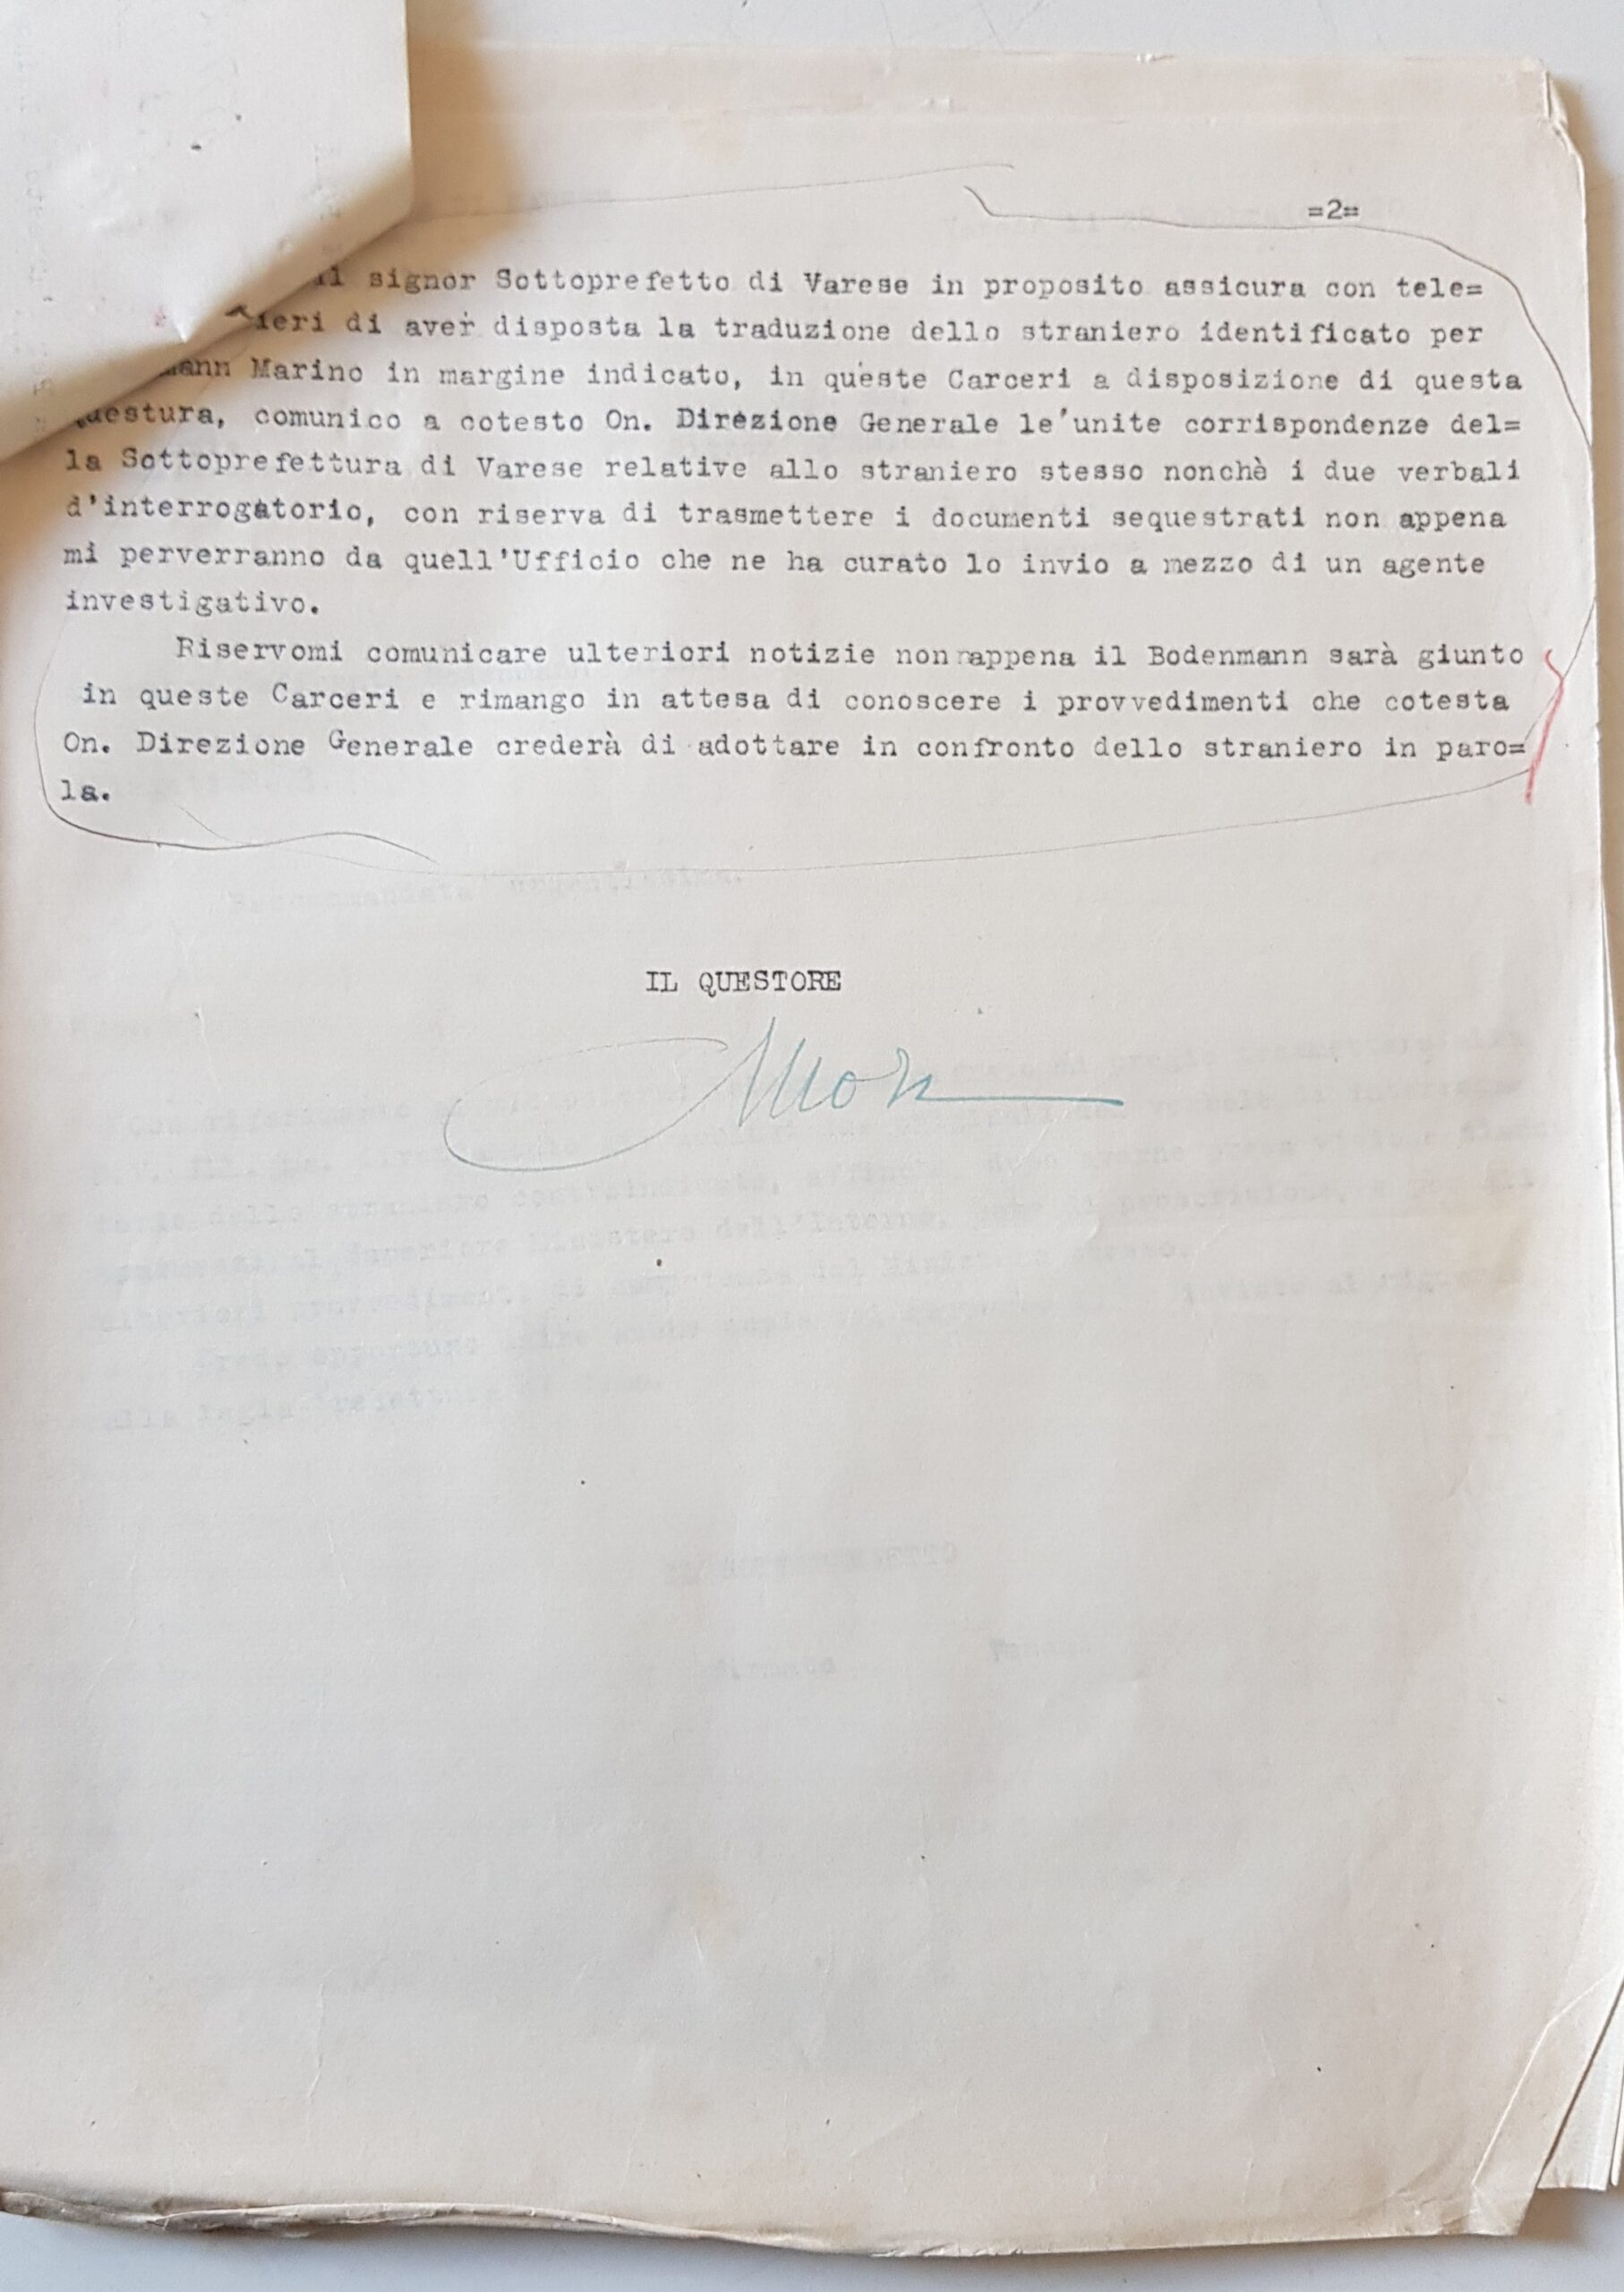 =2=
il signor Sottoprefetto di Varese in proposito assicura con tele=
ieri di aver disposta la traduzione dello straniero identificato per
mann Marino in margine indicato, in queste Carceri a disposizione di questa
questura, comunico a cotesto On. Direzione Generale le'unite corrispondenze del=
la Sottoprefettura di Varese relative allo straniero stesso nonchè i due verbali
d'interrogatorio, con riserva di trasmettere i documenti sequestrati non appena
mi perverranno da quell'Ufficio che ne ha curato lo invio a mezzo di un agente
investigativo.
Riservomi comunicare ulteriori notizie non appena il Bodenmann sarà giunto
in queste Carceri e rimango in attesa di conoscere i provvedimenti che cotesta
On. Direzione Generale crederà di adottare in confronto dello straniero in paro=
la.
IL QUESTORE